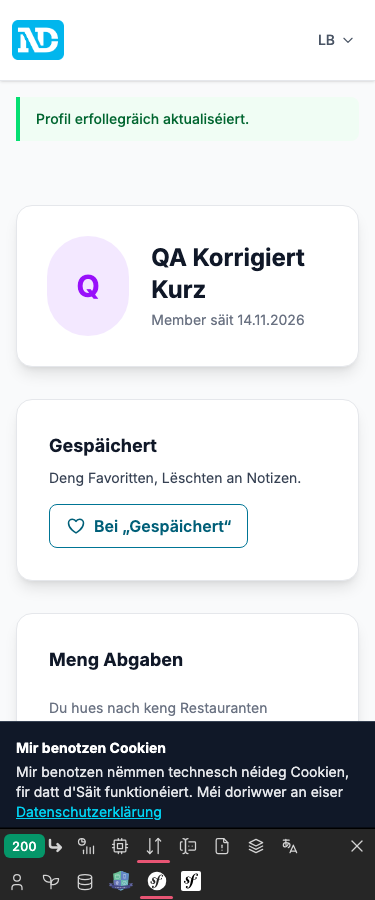 ND
LB
Profil erfollegräich aktualiséiert.
Q
QA Korrigiert
Kurz
Member säit 14.11.2026
Gespäichert
Deng Favoritten, Lëschten an Notizen.
Bei „Gespäichert“
Meng Abgaben
Du hues nach keng Restauranten
Mir benotzen Cookien
Mir benotzen nëmmen technesch néideg Cookien,
fir datt d'Säit funktionéiert. Méi doriwwer an eiser
Datenschutzerklärung
200